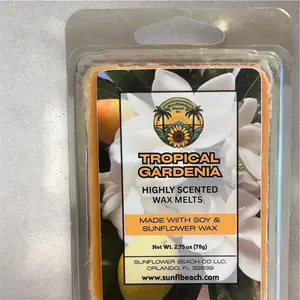 TROPICAL
GARDENIA
HIGHLY SCENTED
WAX MELTS
MADE WIITH SOY &
SUNFLOWER WAX
Net Wt. 2.75 oz (78g)
SUNFLOWER BEACH CO LLC.
ORLANDO, FL 32839
www.sunflbeach.com